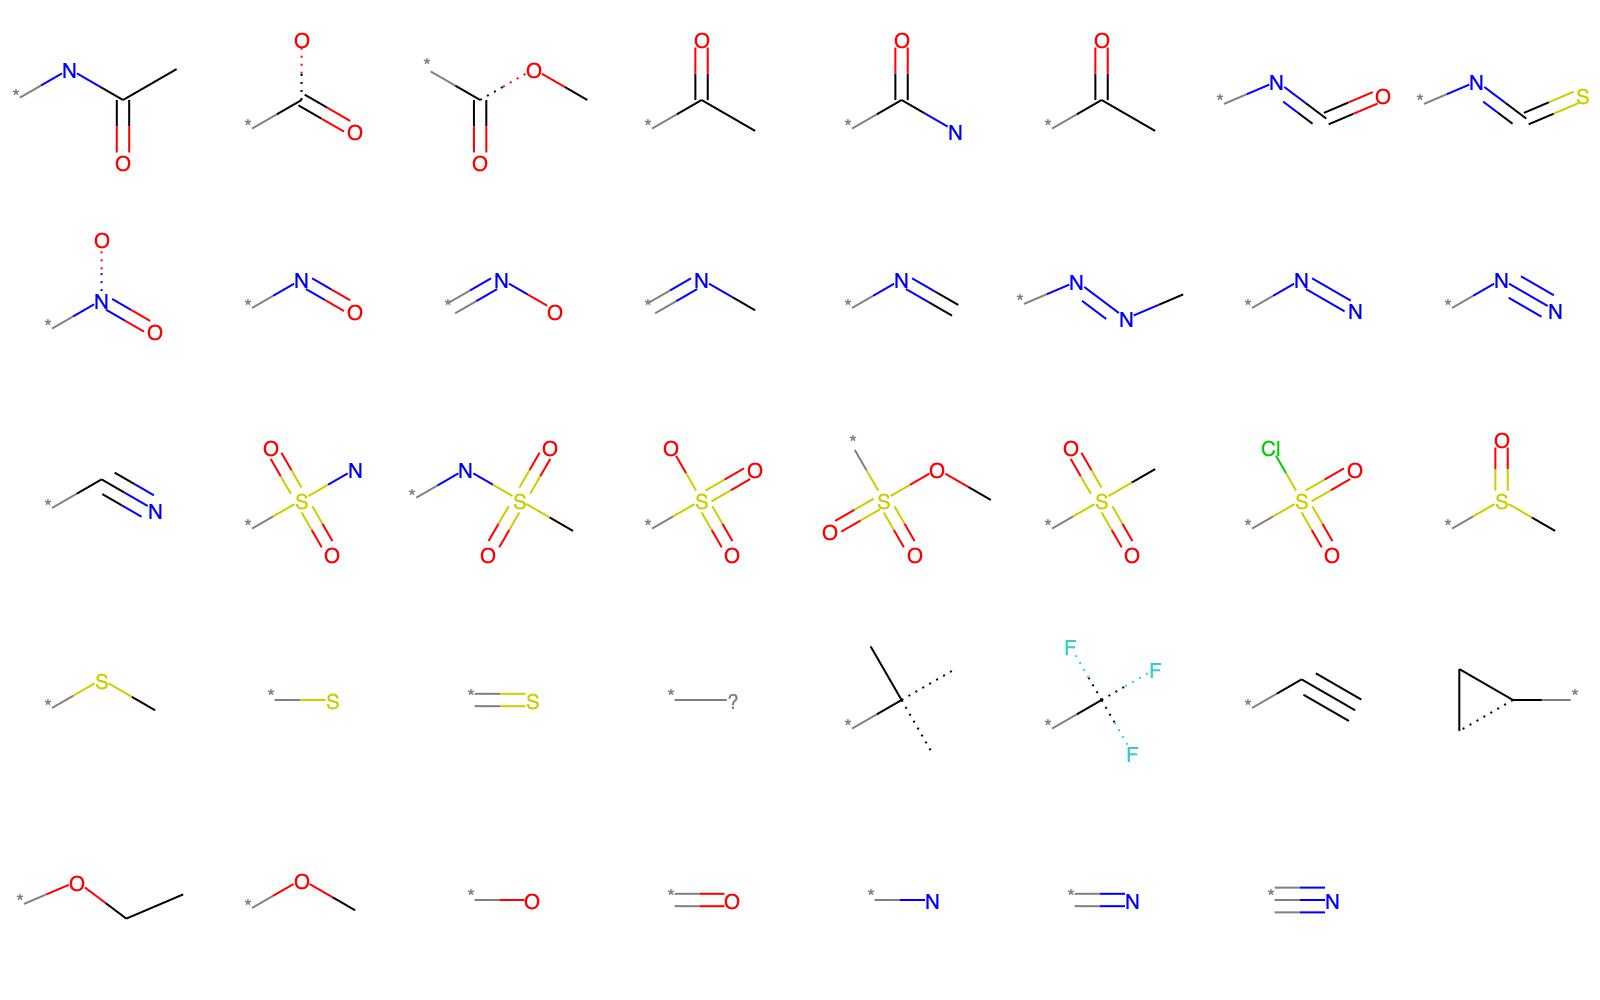 * N O
* O O
* O O
* O
* O N
* O
* N O
* N S
* N O O
* N O
* N O
* N
* N
* N N
* N N
* N N
* N
* O S O N
* N S O O
* O S O O
* S O O O
* O S O
* Cl S O O
* O S
* S
* S
* S
* ?
*
* F F F
*
*
* O
* O
* O
* O
* N
* N
* N